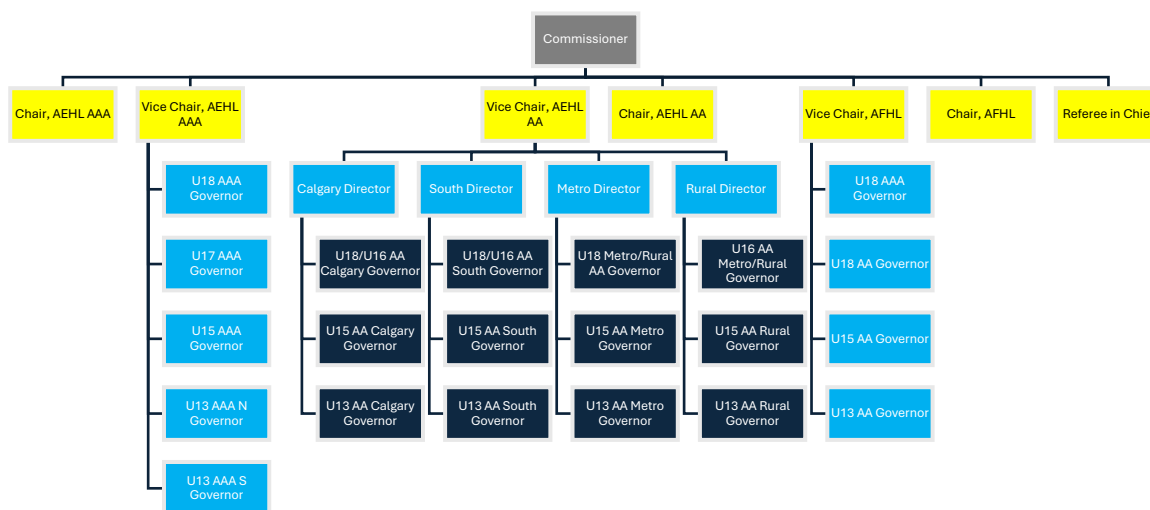 Commissioner
Chair, AEHL AAA
Vice Chair, AEHL
AAA
Vice Chair, AEHL
AA
Chair, AEHL AA
Vice Chair, AFHL
Chair, AFHL
Referee in Chie
U18 AAA
Governor
Calgary Director
South Director
Metro Director
Rural Director
U18 AAA
Governor
U17 AAA
Governor
U18/U16 AA
Calgary Governor
U18/U16 AA
South Governor
U18 Metro/Rural
AA Governor
U16 AA
Metro/Rural
Governor
U18 AA Governor
U15 AAA
Governor
U15 AA Calgary
Governor
U15 AA South
Governor
U15 AA Metro
Governor
U15 AA Rural
Governor
U15 AA Governor
U13 AAA N
Governor
U13 AA Calgary
Governor
U13 AA South
Governor
U13 AA Metro
Governor
U13 AA Rural
Governor
U13 AA Governor
U13 AAA S
Governor